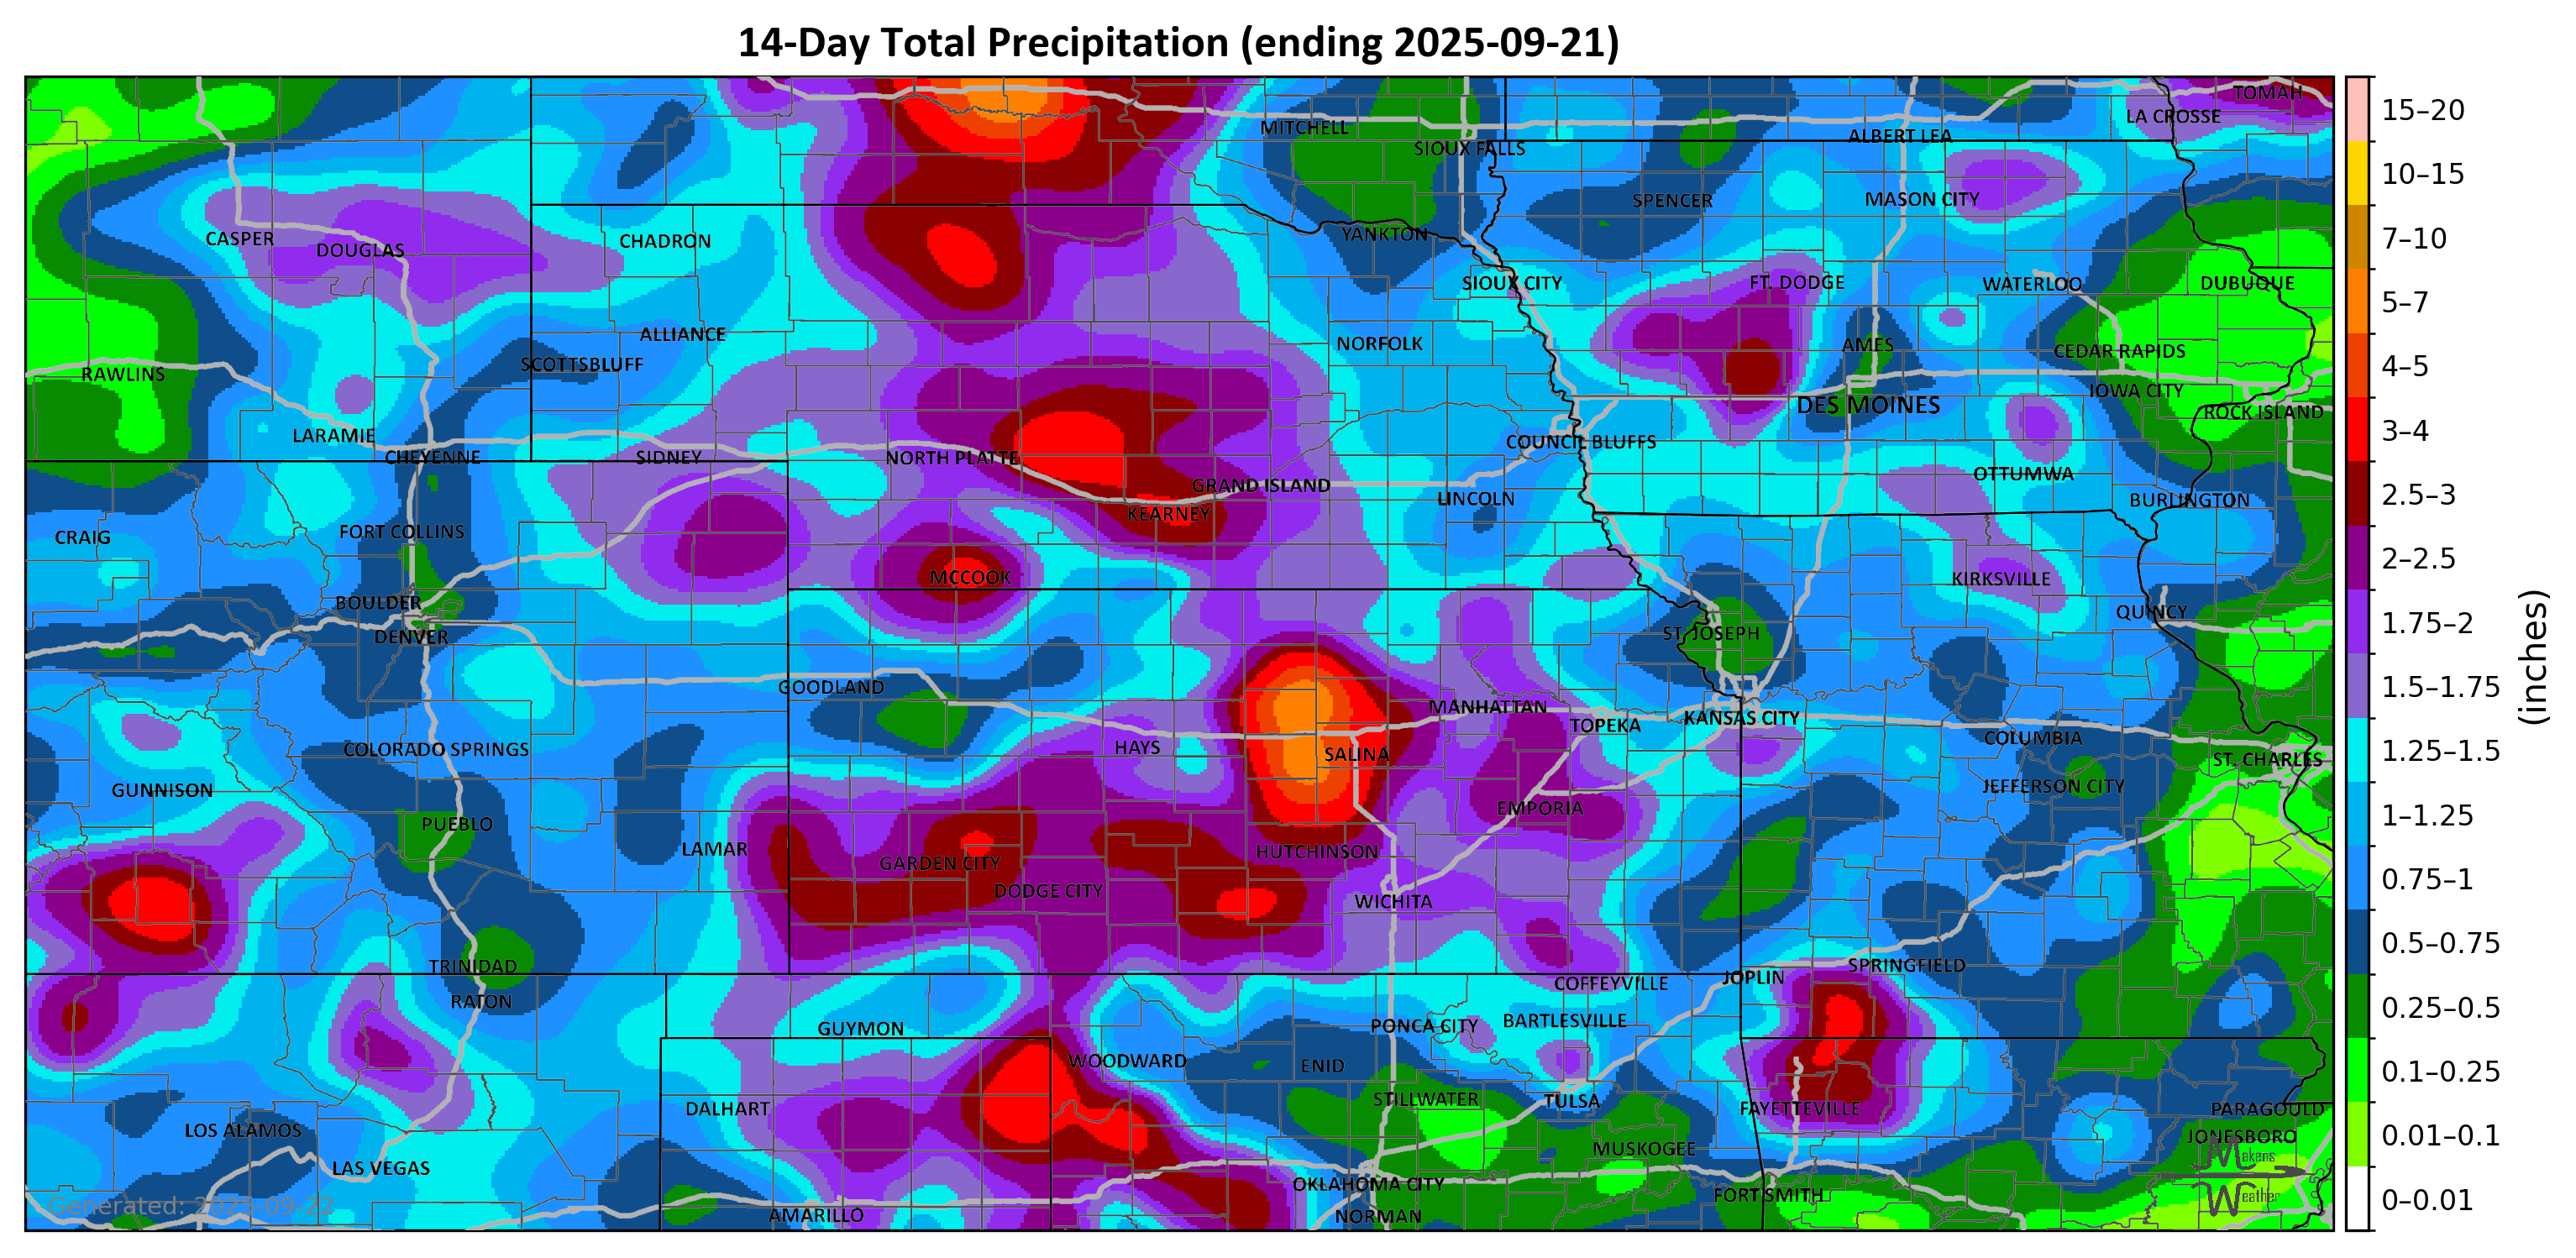 14-Day Total Precipitation (ending 2025-09-21)
TOMAH
LA CROSSE
MITCHELL
ALBERT LEA
SIOUX FALLS
SPENCER
MASON CITY
YANKTON
CASPER
DOUGLAS
CHADRON
SIOUX CITY
FT. DODGE
WATERLOO
DUBUQUE
ALLIANCE
NORFOLK
AMES
CEDAR RAPIDS
SCOTTSBLUFF
RAWLINS
IOWA CITY
DES MOINES
ROCK ISLAND
LARAMIE
COUNCIL BLUFFS
CHEYENNE
SIDNEY
NORTH PLATTE
OTTUMWA
GRAND ISLAND
LINCOLN
BURLINGTON
KEARNEY
CRAIG
FORT COLLINS
MCCOOK
KIRKSVILLE
BOULDER
QUINCY
DENVER
ST. JOSEPH
GOODLAND
MANHATTAN
TOPEKA
KANSAS CITY
COLUMBIA
COLORADO SPRINGS
HAYS
SALINA
ST. CHARLES
GUNNISON
JEFFERSON CITY
EMPORIA
PUEBLO
LAMAR
GARDEN CITY
HUTCHINSON
DODGE CITY
WICHITA
TRINIDAD
SPRINGFIELD
JOPLIN
COFFEYVILLE
RATON
GUYMON
PONCA CITY
BARTLESVILLE
WOODWARD
ENID
DALHART
STILLWATER
TULSA
FAYETTEVILLE
PARAGOULD
LOS ALAMOS
JONESBORO
MUSKOGEE
LAS VEGAS
OKLAHOMA CITY
FORT SMITH
AMARILLO
NORMAN
Makens
Weather
Generated: 2025-09-22
15–20
10–15
7–10
5–7
4–5
3–4
2.5–3
2–2.5
1.75–2
1.5–1.75
1.25–1.5
1–1.25
0.75–1
0.5–0.75
0.25–0.5
0.1–0.25
0.01–0.1
0–0.01
(inches)